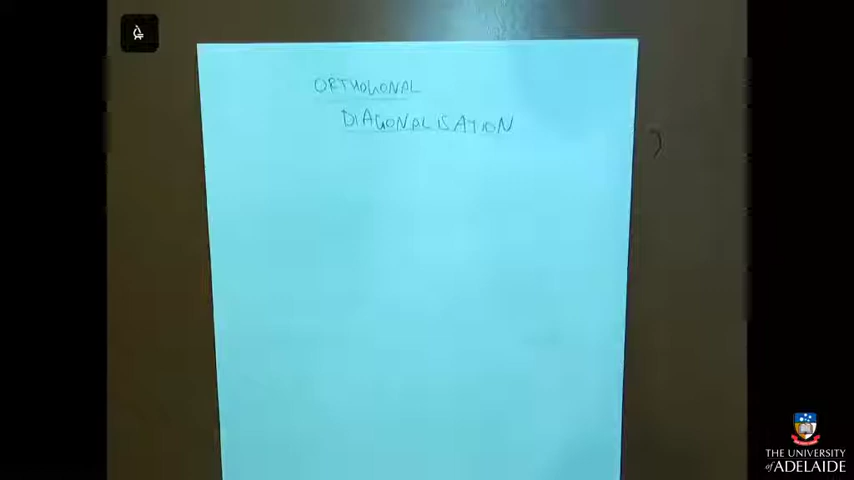 ORTHOGONAL
DIAGONALISATION
THE UNIVERSITY
of ADELAIDE